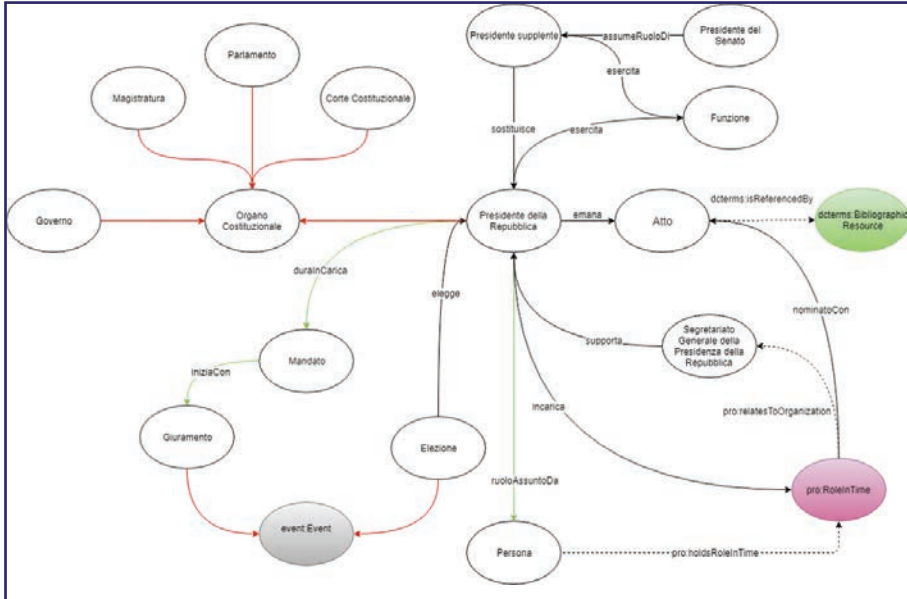 Presidente supplente
assumeRuoloDi
Presidente del
Senato
Parlamento
esercita
Magistratura
Corte Costituzionale
Funzione
sostituisce
esercita
Governo
Organo
Costituzionale
Presidente della
Repubblica
emana
Atto
dcterms:isReferencedBy
dcterms:Bibliographic
Resource
duraInCarica
elegge
nominatoCon
supporta
Segretariato
Generale della
Presidenza della
Repubblica
Mandato
iniziaCon
incarica
pro:relatesToOrganization
Giuramento
Elezione
ruoloAssuntoDa
pro:RoleInTime
event:Event
Persona
pro:holdsRoleInTime